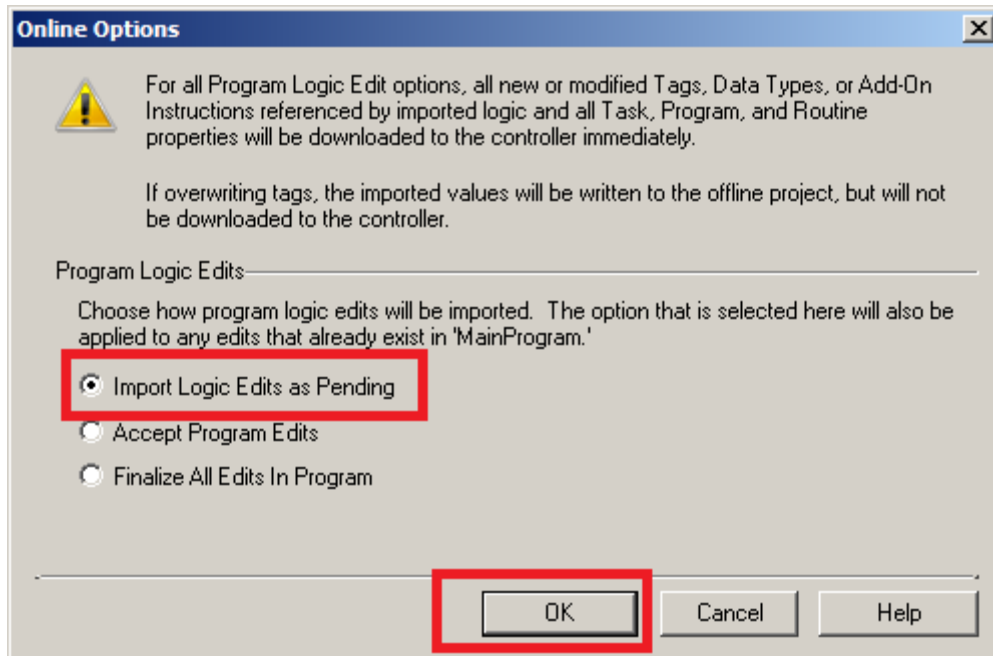 Online Options
For all Program Logic Edit options, all new or modified Tags, Data Types, or Add-On
Instructions referenced by imported logic and all Task, Program, and Routine
properties will be downloaded to the controller immediately.
If overwriting tags, the imported values will be written to the offline project, but will not
be downloaded to the controller.
Program Logic Edits
Choose how program logic edits will be imported.  The option that is selected here will also be
applied to any edits that already exist in 'MainProgram.'
Import Logic Edits as Pending
Accept Program Edits
Finalize All Edits In Program
OK Cancel Help